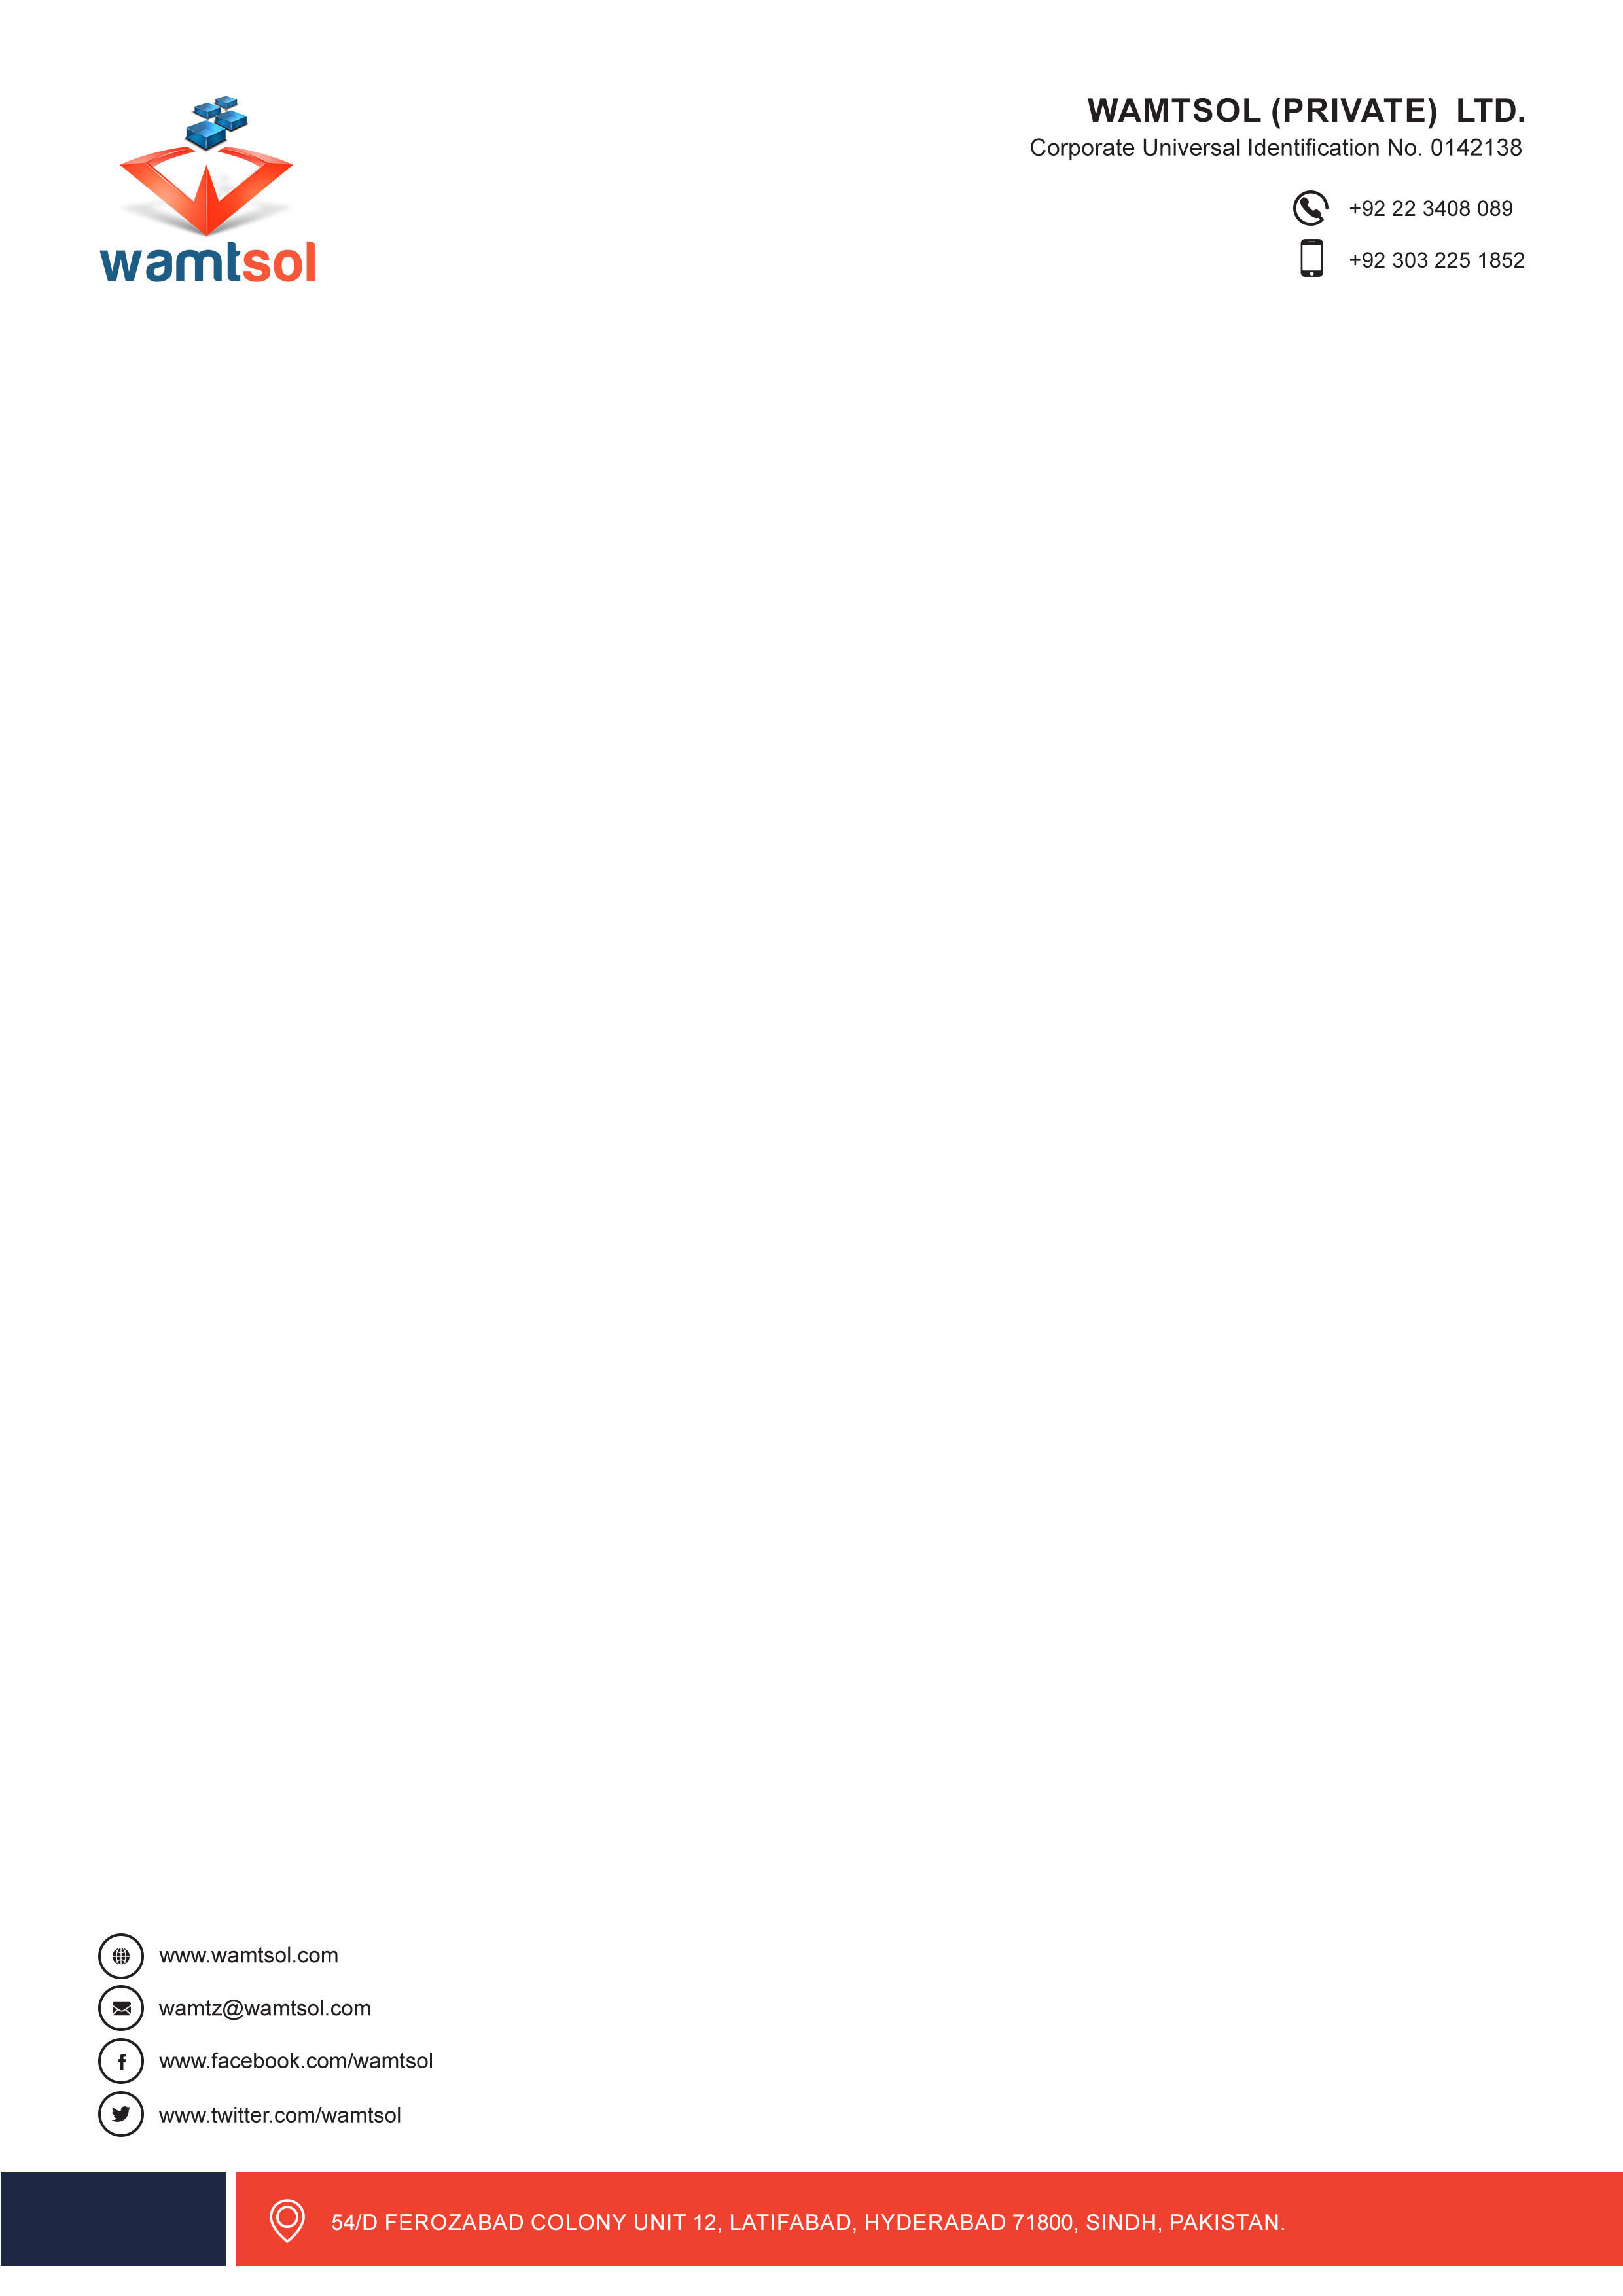 wamtsol
WAMTSOL (PRIVATE) LTD.
Corporate Universal Identification No. 0142138
+92 22 3408 089
+92 303 225 1852
www.wamtsol.com
wamtz@wamtsol.com
www.facebook.com/wamtsol
www.twitter.com/wamtsol
54/D FEROZABAD COLONY UNIT 12, LATIFABAD, HYDERABAD 71800, SINDH, PAKISTAN.